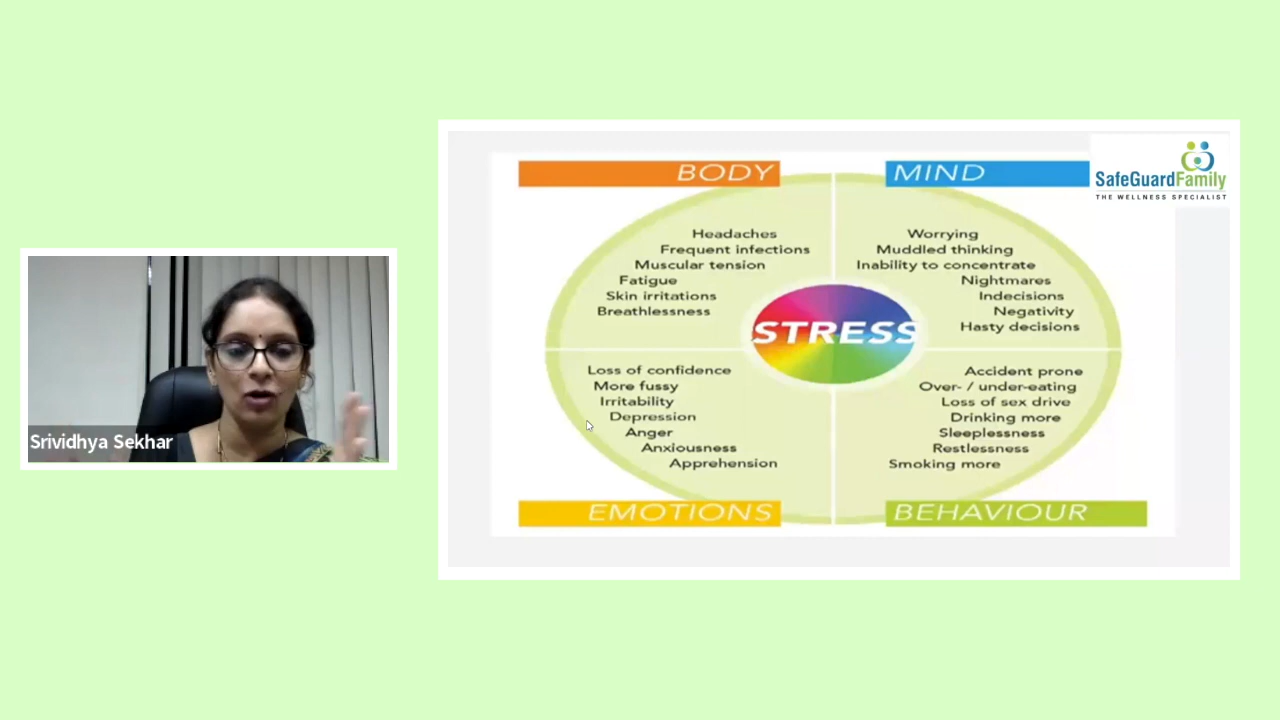 Srividhya Sekhar
BODY
MIND
SafeGuardFamily
THE WELLNESS SPECIALIST
Headaches
Frequent infections
Muscular tension
Fatigue
Skin irritations
Breathlessness
Worrying
Muddled thinking
Inability to concentrate
Nightmares
Indecisions
Negativity
Hasty decisions
STRESS
Loss of confidence
More fussy
Irritability
Depression
Anger
Anxiousness
Apprehension
Accident prone
Over- / under-eating
Loss of sex drive
Drinking more
Sleeplessness
Restlessness
Smoking more
EMOTIONS
BEHAVIOUR